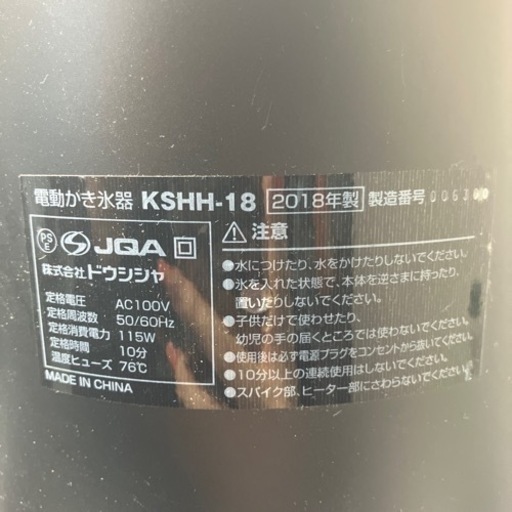 電動かき氷器 KSHH-18 2018年製 製造番号
PS E JQA
株式会社ドウシシャ
定格電圧 AC100V
定格周波数 50/60Hz
定格消費電力 115W
定格時間 10分
温度ヒューズ 76℃
MADE IN CHINA
注意
●水につけたり、水をかけたりしないでください。
●氷を入れた状態で、本体を逆さまに持ったり、
置いたりしないでください。
●子供だけで使わせたり、
幼児の手の届くところでは使わないでください。
●使用後は必ず電源プラグをコンセントから抜いてください。
●10分以上の連続使用はしないでください。
●スパイク部、ヒーター部にさわらないでください。